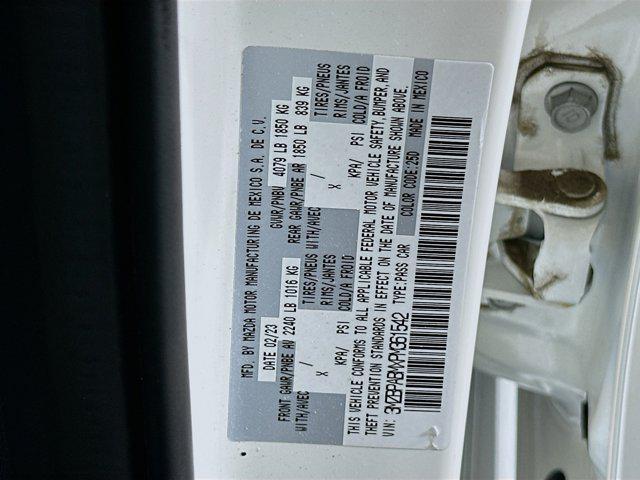 MFD. BY MAZDA MOTOR MANUFACTURING DE MEXICO S.A. DE C.V.
DATE 02/23 GVWR/PNBV 4079 LB 1850 KG
FRONT GAWR/PNBE AV 2240 LB 1016 KG REAR GAWR/PNBE AR 1850 LB 839 KG
WITH/AVEC / TIRES/PNEUS WITH/AVEC / TIRES/PNEUS
X RIMS/JANTES X RIMS/JANTES
KPA/ PSI COLD/A FROID KPA/ PSI COLD/A FROID
THIS VEHICLE CONFORMS TO ALL APPLICABLE FEDERAL MOTOR VEHICLE SAFETY, BUMPER, AND
THEFT PREVENTION STANDARDS IN EFFECT ON THE DATE OF MANUFACTURE SHOWN ABOVE.
VIN: 3MZBPABMVPM361542 TYPE:PASS CAR COLOR CODE:25D MADE IN MEXICO